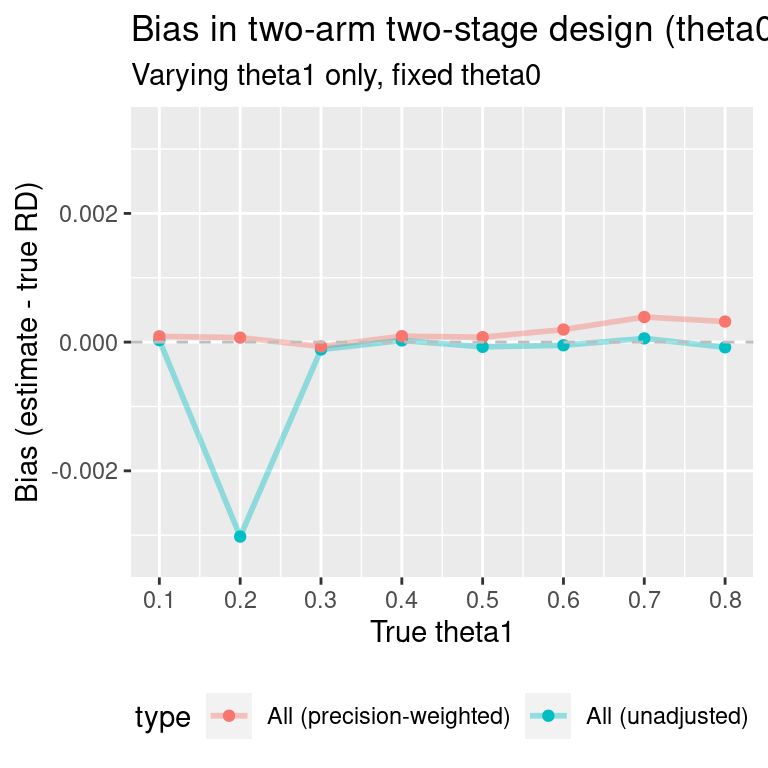 Bias in two-arm two-stage design (theta0
Varying theta1 only, fixed theta0
Bias (estimate - true RD)
0.002
0.000
-0.002
0.1 0.2 0.3 0.4 0.5 0.6 0.7 0.8
True theta1
type All (precision-weighted) All (unadjusted)